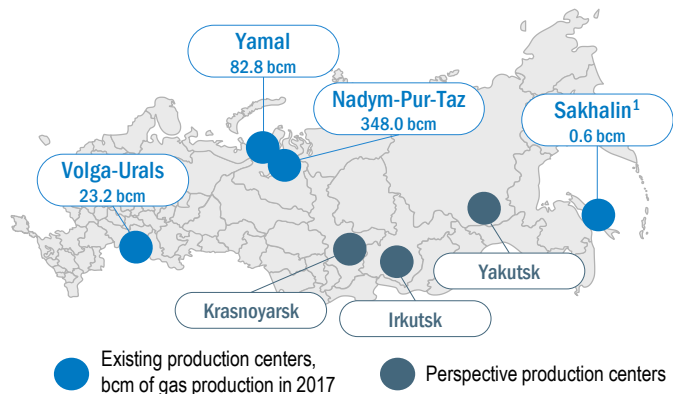 Yamal
82.8 bcm
Nadym-Pur-Taz
348.0 bcm
Sakhalin¹
0.6 bcm
Volga-Urals
23.2 bcm
Yakutsk
Krasnoyarsk
Irkutsk
Existing production centers,
bcm of gas production in 2017
Perspective production centers